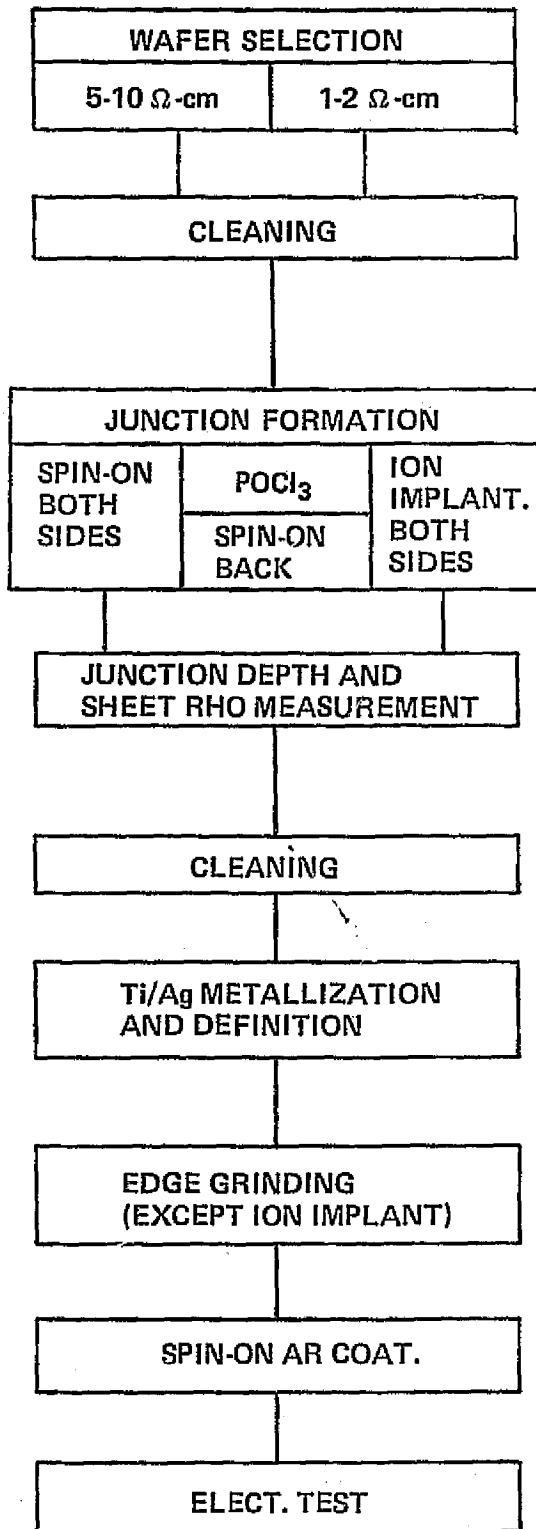 WAFER SELECTION
5-10 Ω-cm
1-2 Ω-cm
CLEANING
JUNCTION FORMATION
SPIN-ON
BOTH
SIDES
POCl3
SPIN-ON
BACK
ION
IMPLANT.
BOTH
SIDES
JUNCTION DEPTH AND
SHEET RHO MEASUREMENT
CLEANING
Ti/Ag METALLIZATION
AND DEFINITION
EDGE GRINDING
(EXCEPT ION IMPLANT)
SPIN-ON AR COAT.
ELECT. TEST